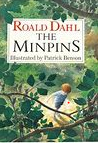 ROALD DAHL
THE
MINPINS
Illustrated by Patrick Benson